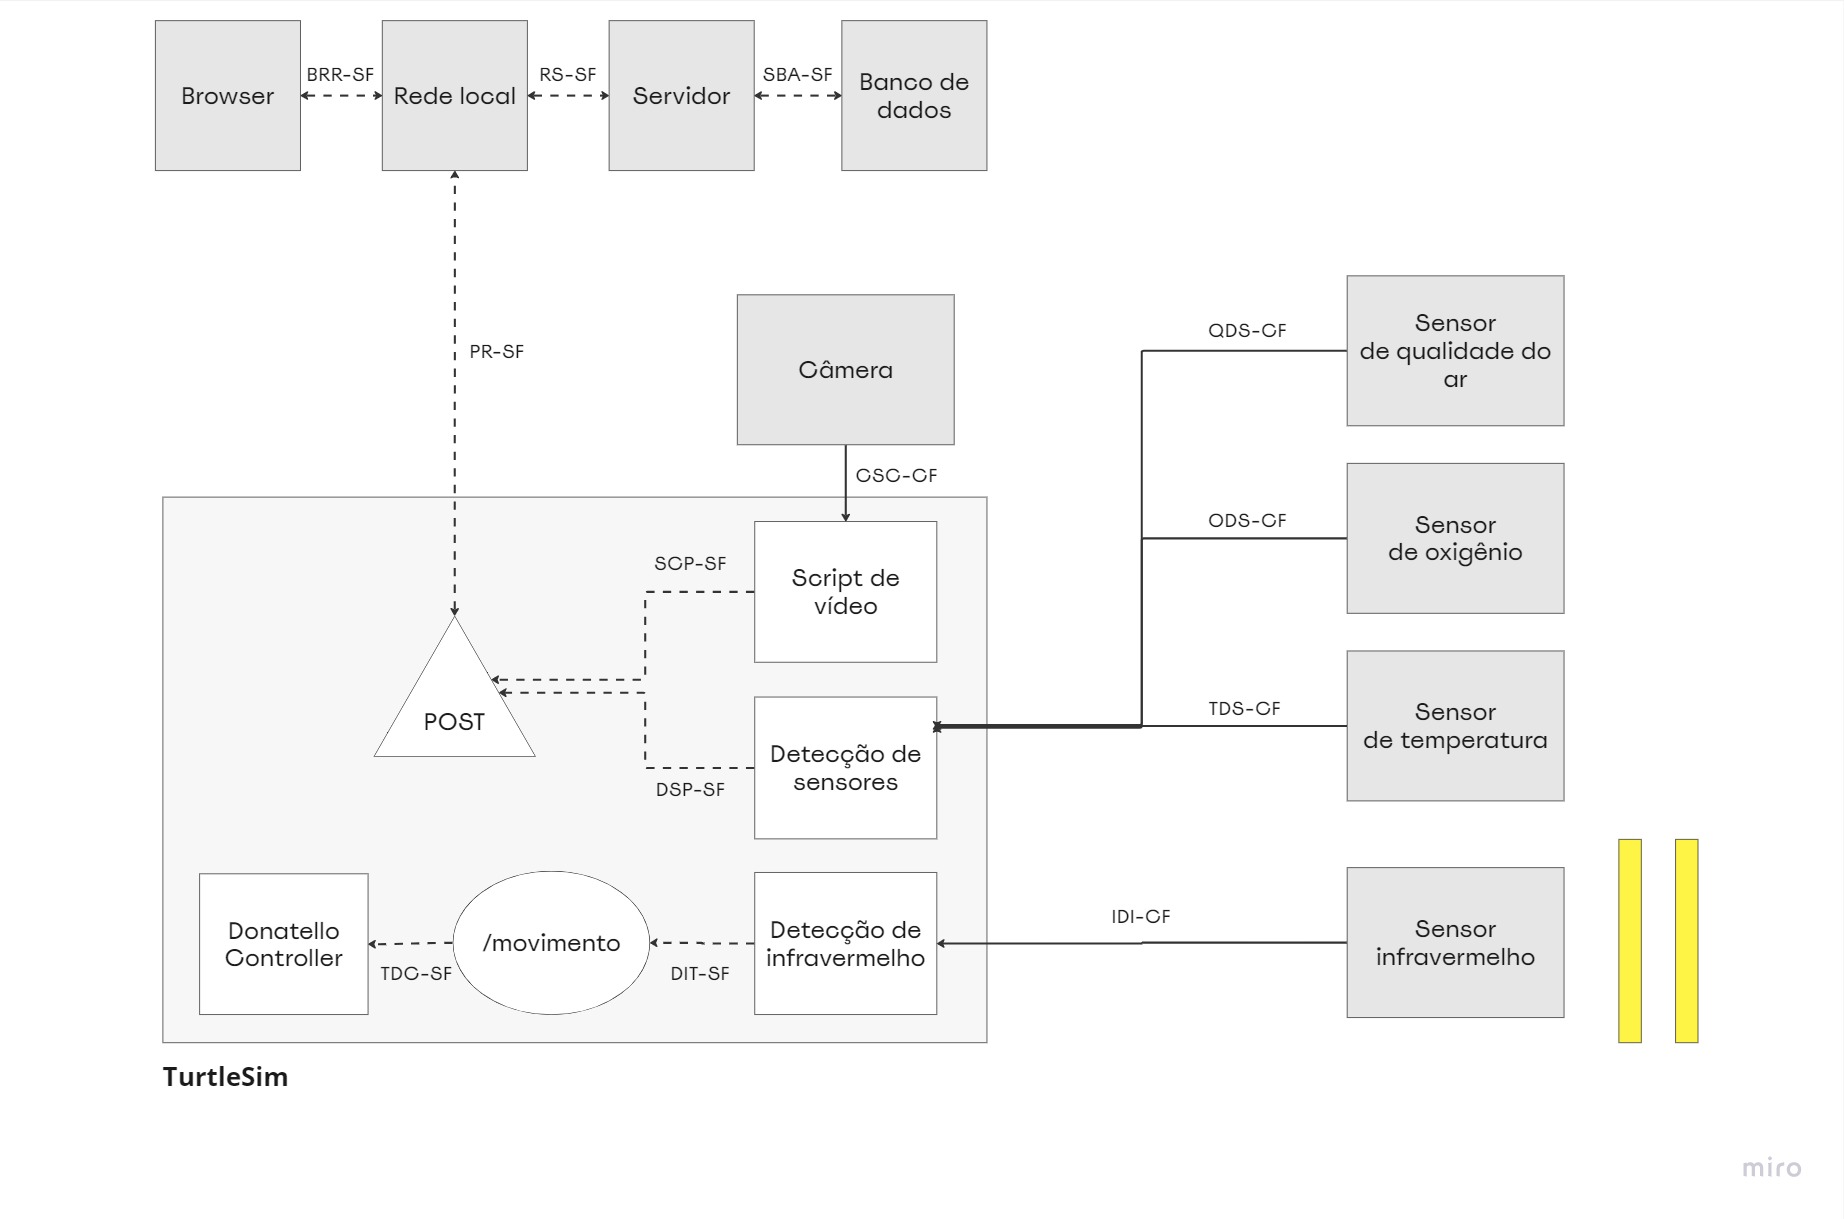 BRR-SF
RS-SF
SBA-SF
Browser
Rede local
Servidor
Banco de
dados
PR-SF
Câmera
CSC-CF
QDS-CF
Sensor
de qualidade do
ar
ODS-CF
Sensor
de oxigênio
SCP-SF
Script de
vídeo
POST
TDS-CF
Sensor
de temperatura
Detecção de
sensores
DSP-SF
Donatello
Controller
TDC-SF
/movimento
DIT-SF
Detecção de
infravermelho
IDI-CF
Sensor
infravermelho
TurtleSim
miro